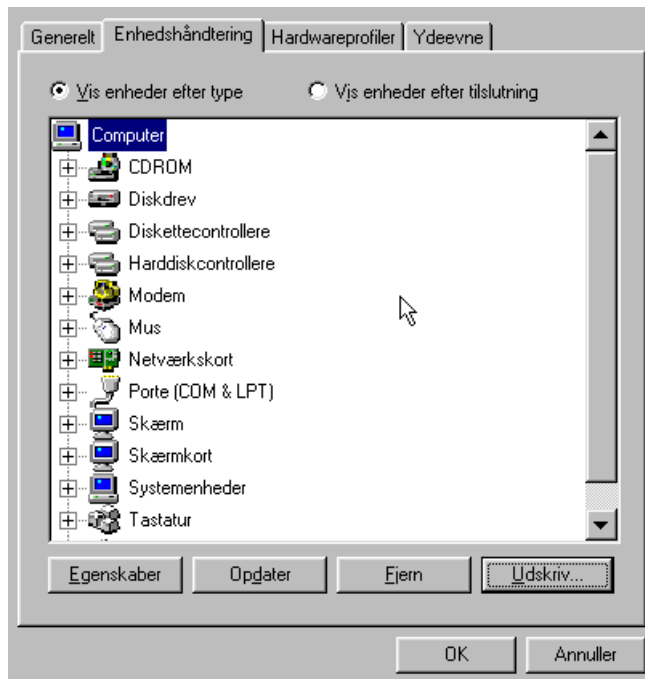 Generelt Enhedshåndtering Hardwareprofiler Ydeevne
Vis enheder efter type Vis enheder efter tilslutning
Computer
CDROM
Diskdrev
Diskettecontrollere
Harddiskcontrollere
Modem
Mus
Netværkskort
Porte (COM & LPT)
Skærm
Skærmkort
Systemenheder
Tastatur
Egenskaber Opdater Fjern Udskriv...
OK Annuller